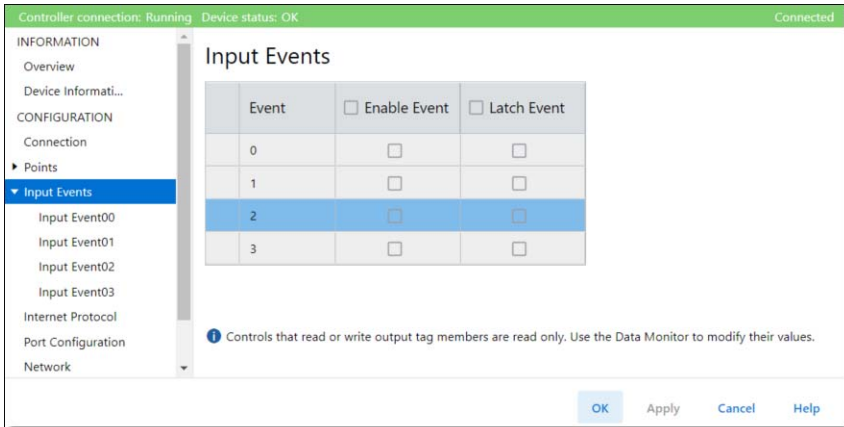 Controller connection: Running Device status: OK Connected
INFORMATION
Overview
Device Informati...
CONFIGURATION
Connection
Points
Input Events
Input Event00
Input Event01
Input Event02
Input Event03
Internet Protocol
Port Configuration
Network
Input Events
Event Enable Event Latch Event
0
1
2
3
Controls that read or write output tag members are read only. Use the Data Monitor to modify their values.
OK Apply Cancel Help